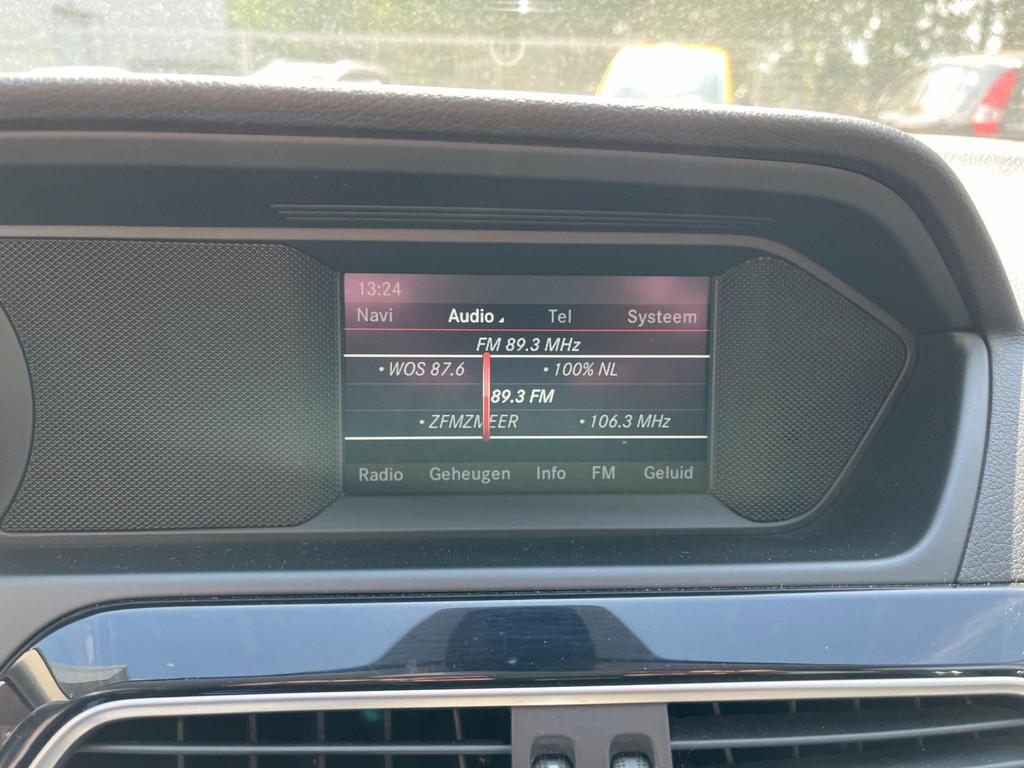 13:24
Navi Audio Tel Systeem
FM 89.3 MHz
• WOS 87.6 • 100% NL
89.3 FM
• ZFMZMEER • 106.3 MHz
Radio Geheugen Info FM Geluid